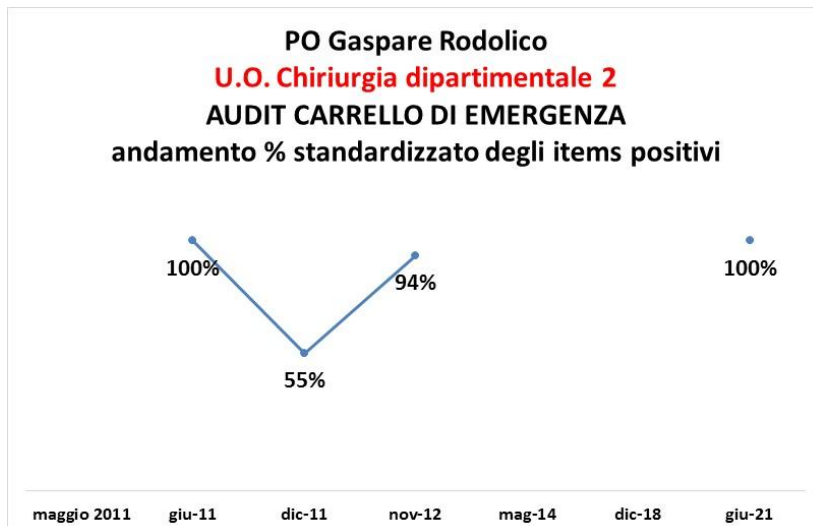 PO Gaspare Rodolico
U.O. Chiriurgia dipartimentale 2
AUDIT CARRELLO DI EMERGENZA
andamento % standardizzato degli items positivi
100%
94%
100%
55%
maggio 2011 giu-11 dic-11 nov-12 mag-14 dic-18 giu-21